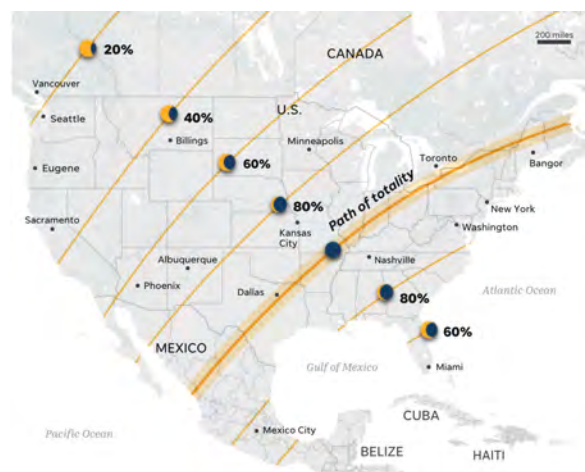 200 miles
20%
CANADA
Vancouver
Seattle
40%
U.S.
Billings
Minneapolis
Eugene
60%
Toronto
Bangor
Path of totality
80%
New York
Sacramento
Kansas
City
Washington
Albuquerque
Nashville
Phoenix
Dallas
80%
Atlantic Ocean
60%
MEXICO
Gulf of Mexico
Miami
CUBA
Pacific Ocean
Mexico City
BELIZE
HAITI